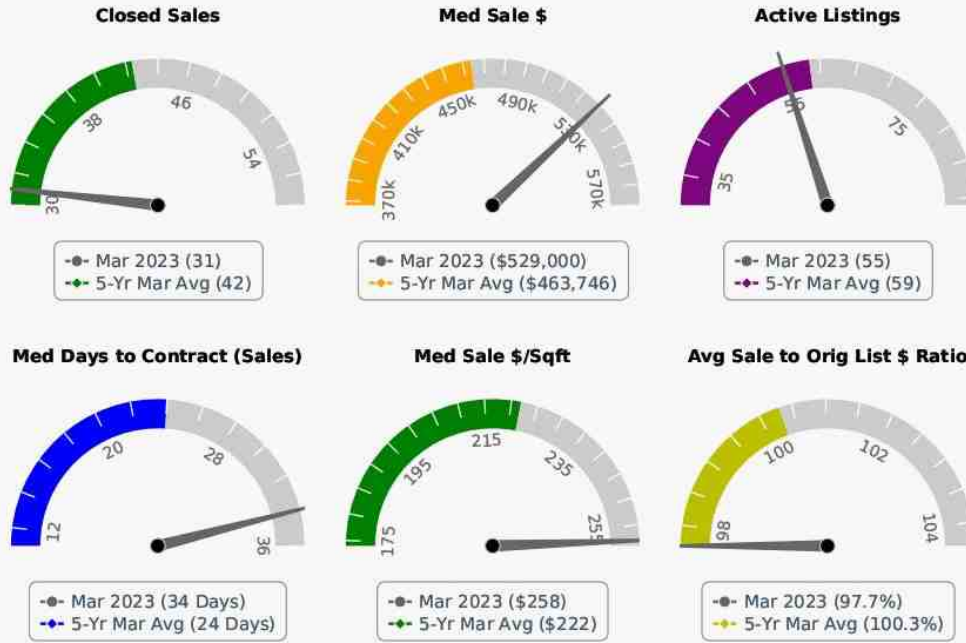 Closed Sales
30
38
46
54
Mar 2023 (31)
5-Yr Mar Avg (42)
Med Sale $
370k
410k
450k
490k
530k
570k
Mar 2023 ($529,000)
5-Yr Mar Avg ($463,746)
Active Listings
35
55
75
Mar 2023 (55)
5-Yr Mar Avg (59)
Med Days to Contract (Sales)
12
20
28
36
Mar 2023 (34 Days)
5-Yr Mar Avg (24 Days)
Med Sale $/Sqft
175
195
215
235
255
Mar 2023 ($258)
5-Yr Mar Avg ($222)
Avg Sale to Orig List $ Ratio
98
100
102
104
Mar 2023 (97.7%)
5-Yr Mar Avg (100.3%)